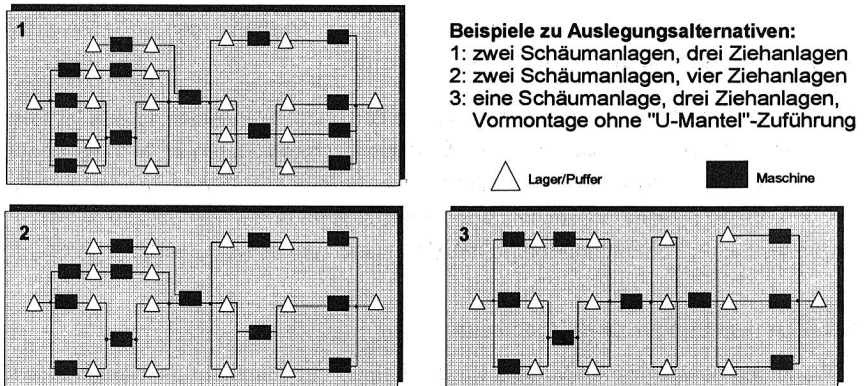 1
Beispiele zu Auslegungsalternativen:
1: zwei Schäumanlagen, drei Ziehanlagen
2: zwei Schäumanlagen, vier Ziehanlagen
3: eine Schäumanlage, drei Ziehanlagen,
Vormontage ohne "U-Mantel"-Zuführung
Lager/Puffer
Maschine
2
3